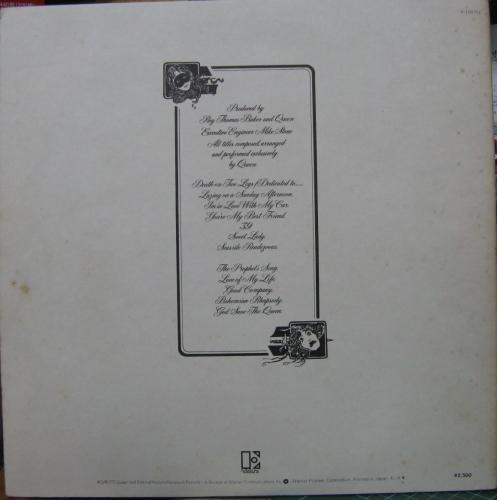 Produced by
Roy Thomas Baker and Queen
Executive Engineer Mike Stone
All titles composed, arranged
and performed exclusively
by Queen
Death on Two Legs (Dedicated to......
Lazing on a Sunday Afternoon.
I'm in Love With My Car.
You're My Best Friend.
'39
Sweet Lady.
Seaside Rendezvous.
The Prophet's Song.
Love of My Life.
Good Company.
Bohemian Rhapsody.
God Save The Queen.
¥2,500